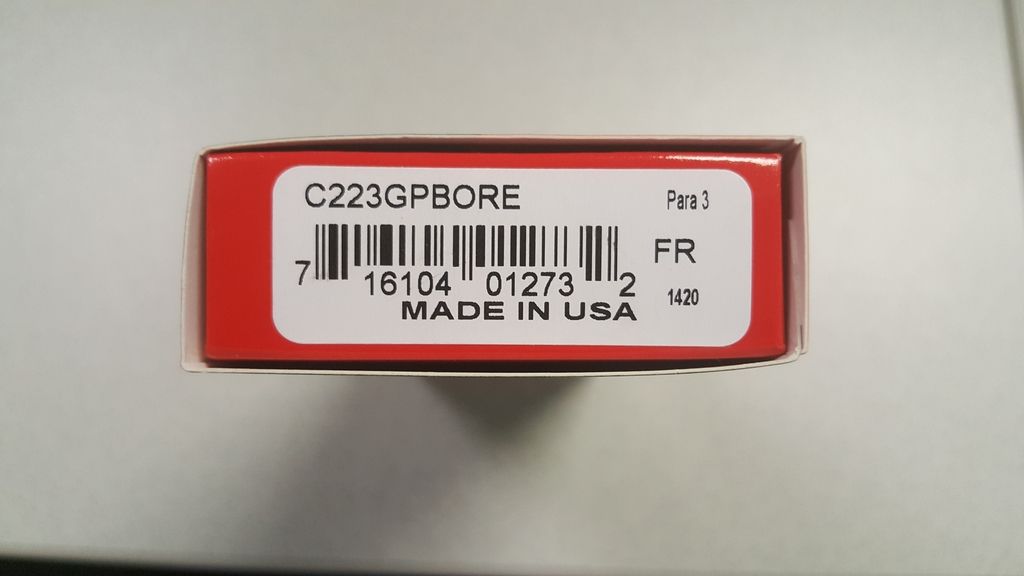 C223GPBORE
Para 3
FR
7 16104 01273 2
1420
MADE IN USA